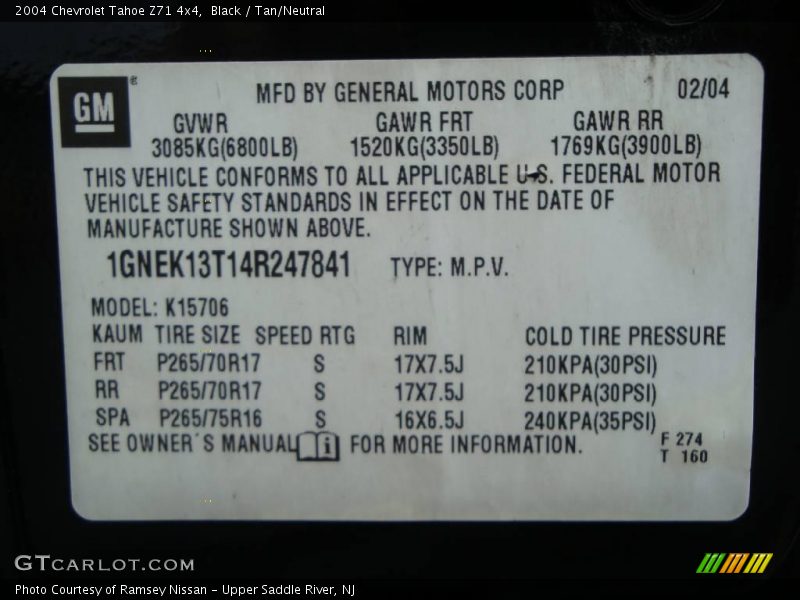 2004 Chevrolet Tahoe Z71 4x4, Black / Tan/Neutral
GM ®
MFD BY GENERAL MOTORS CORP 02/04
GVWR GAWR FRT GAWR RR
3085KG(6800LB) 1520KG(3350LB) 1769KG(3900LB)
THIS VEHICLE CONFORMS TO ALL APPLICABLE U.S. FEDERAL MOTOR
VEHICLE SAFETY STANDARDS IN EFFECT ON THE DATE OF
MANUFACTURE SHOWN ABOVE.
1GNEK13T14R247841 TYPE: M.P.V.
MODEL: K15706
KAUM TIRE SIZE SPEED RTG RIM COLD TIRE PRESSURE
FRT P265/70R17 S 17X7.5J 210KPA(30PSI)
RR P265/70R17 S 17X7.5J 210KPA(30PSI)
SPA P265/75R16 S 16X6.5J 240KPA(35PSI)
SEE OWNER'S MANUAL i FOR MORE INFORMATION.
F 274
T 160
GTCARLOT.COM
Photo Courtesy of Ramsey Nissan - Upper Saddle River, NJ